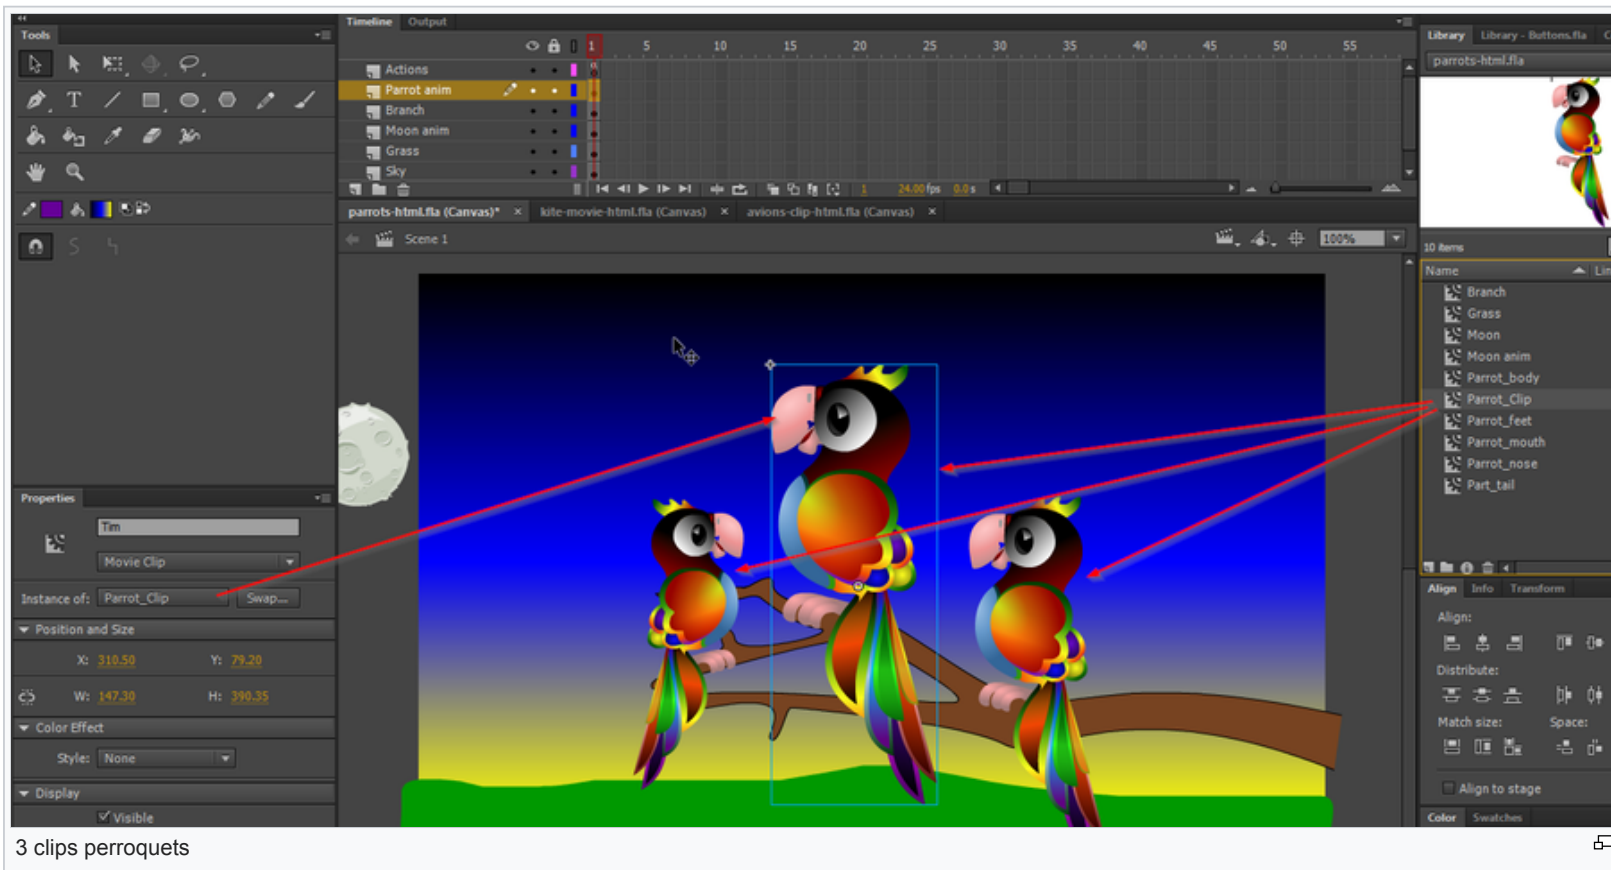 Tools
Timeline Output
1 5 10 15 20 25 30 35 40 45 50 55
Actions
Parrot anim
Branch
Moon anim
Grass
Sky
1 24.00 fps 0.0 s
parrots-html.fla (Canvas)* × kite-movie-html.fla (Canvas) × avions-clip-html.fla (Canvas) ×
Scene 1
100%
Properties
Tim
Movie Clip
Instance of: Parrot_Clip Swap...
Position and Size
X: 310.50 Y: 79.20
W: 147.30 H: 390.35
Color Effect
Style: None
Display
Visible
Library Library - Buttons.fla C
parrots-html.fla
10 items
Name Lin
Branch
Grass
Moon
Moon anim
Parrot_body
Parrot_Clip
Parrot_feet
Parrot_mouth
Parrot_nose
Part_tail
Align Info Transform
Align:
Distribute:
Match size: Space:
Align to stage
Color Swatches
3 clips perroquets